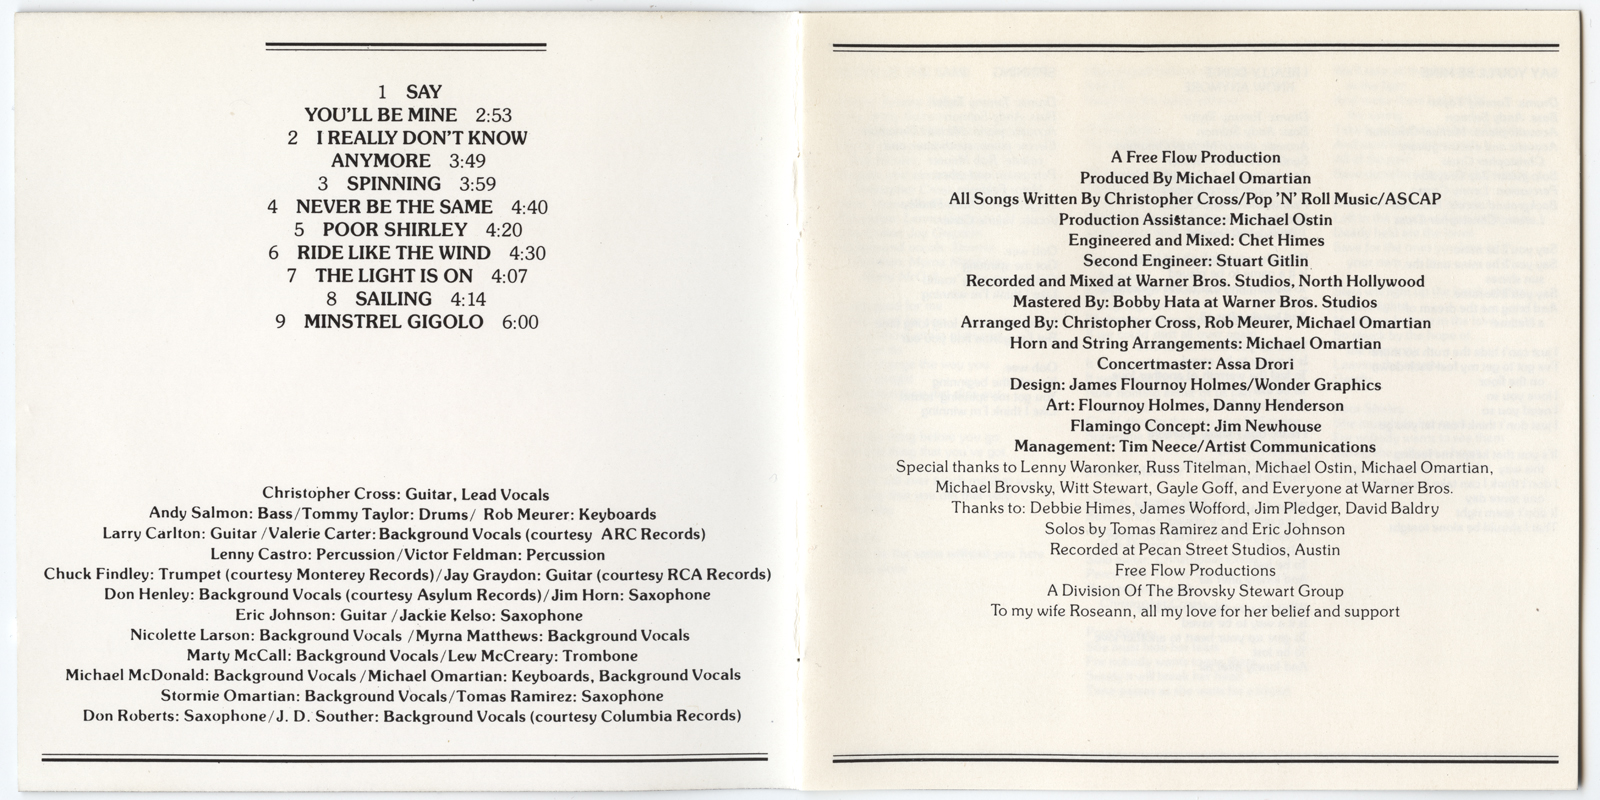 1 SAY
YOU'LL BE MINE 2:53
2 I REALLY DON'T KNOW
ANYMORE 3:49
3 SPINNING 3:59
4 NEVER BE THE SAME 4:40
5 POOR SHIRLEY 4:20
6 RIDE LIKE THE WIND 4:30
7 THE LIGHT IS ON 4:07
8 SAILING 4:14
9 MINSTREL GIGOLO 6:00
Christopher Cross: Guitar, Lead Vocals
Andy Salmon: Bass/Tommy Taylor: Drums/ Rob Meurer: Keyboards
Larry Carlton: Guitar /Valerie Carter: Background Vocals (courtesy ARC Records)
Lenny Castro: Percussion/Victor Feldman: Percussion
Chuck Findley: Trumpet (courtesy Monterey Records)/Jay Graydon: Guitar (courtesy RCA Records)
Don Henley: Background Vocals (courtesy Asylum Records)/Jim Horn: Saxophone
Eric Johnson: Guitar /Jackie Kelso: Saxophone
Nicolette Larson: Background Vocals /Myrna Matthews: Background Vocals
Marty McCall: Background Vocals/Lew McCreary: Trombone
Michael McDonald: Background Vocals /Michael Omartian: Keyboards, Background Vocals
Stormie Omartian: Background Vocals/Tomas Ramirez: Saxophone
Don Roberts: Saxophone/J. D. Souther: Background Vocals (courtesy Columbia Records)
A Free Flow Production
Produced By Michael Omartian
All Songs Written By Christopher Cross/Pop 'N' Roll Music/ASCAP
Production Assistance: Michael Ostin
Engineered and Mixed: Chet Himes
Second Engineer: Stuart Gitlin
Recorded and Mixed at Warner Bros. Studios, North Hollywood
Mastered By: Bobby Hata at Warner Bros. Studios
Arranged By: Christopher Cross, Rob Meurer, Michael Omartian
Horn and String Arrangements: Michael Omartian
Concertmaster: Assa Drori
Design: James Flournoy Holmes/Wonder Graphics
Art: Flournoy Holmes, Danny Henderson
Flamingo Concept: Jim Newhouse
Management: Tim Neece/Artist Communications
Special thanks to Lenny Waronker, Russ Titelman, Michael Ostin, Michael Omartian,
Michael Brovsky, Witt Stewart, Gayle Goff, and Everyone at Warner Bros.
Thanks to: Debbie Himes, James Wofford, Jim Pledger, David Baldry
Solos by Tomas Ramirez and Eric Johnson
Recorded at Pecan Street Studios, Austin
Free Flow Productions
A Division Of The Brovsky Stewart Group
To my wife Roseann, all my love for her belief and support